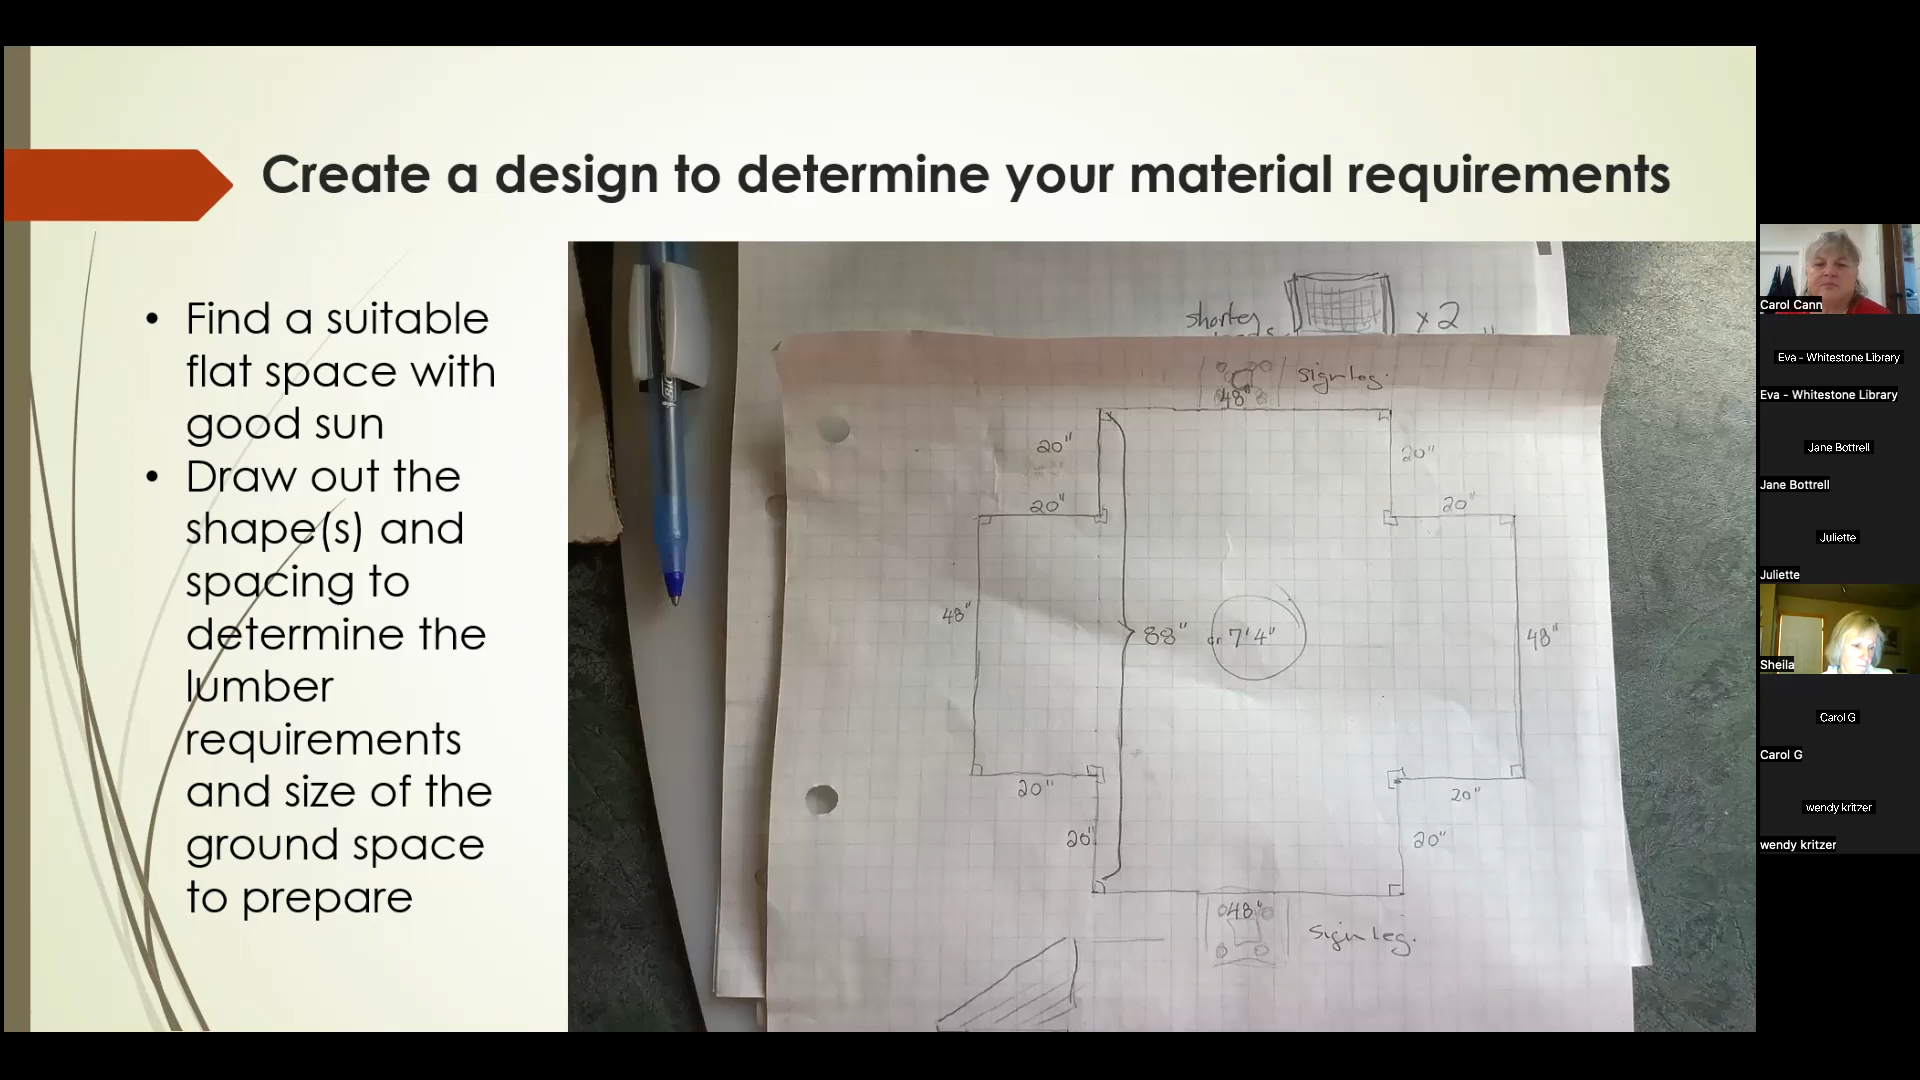 Create a design to determine your material requirements
• Find a suitable
flat space with
good sun
• Draw out the
shape(s) and
spacing to
determine the
lumber
requirements
and size of the
ground space
to prepare
shorter
x 2
BIC
sign leg.
48"
20"
20"
20"
20"
48"
88" or 7'4"
48"
20"
20"
20"
20"
48"
sign leg.
Carol Cann
Eva - Whitestone Library
Eva - Whitestone Library
Jane Bottrell
Jane Bottrell
Juliette
Juliette
Sheila
Carol G
Carol G
wendy kritzer
wendy kritzer